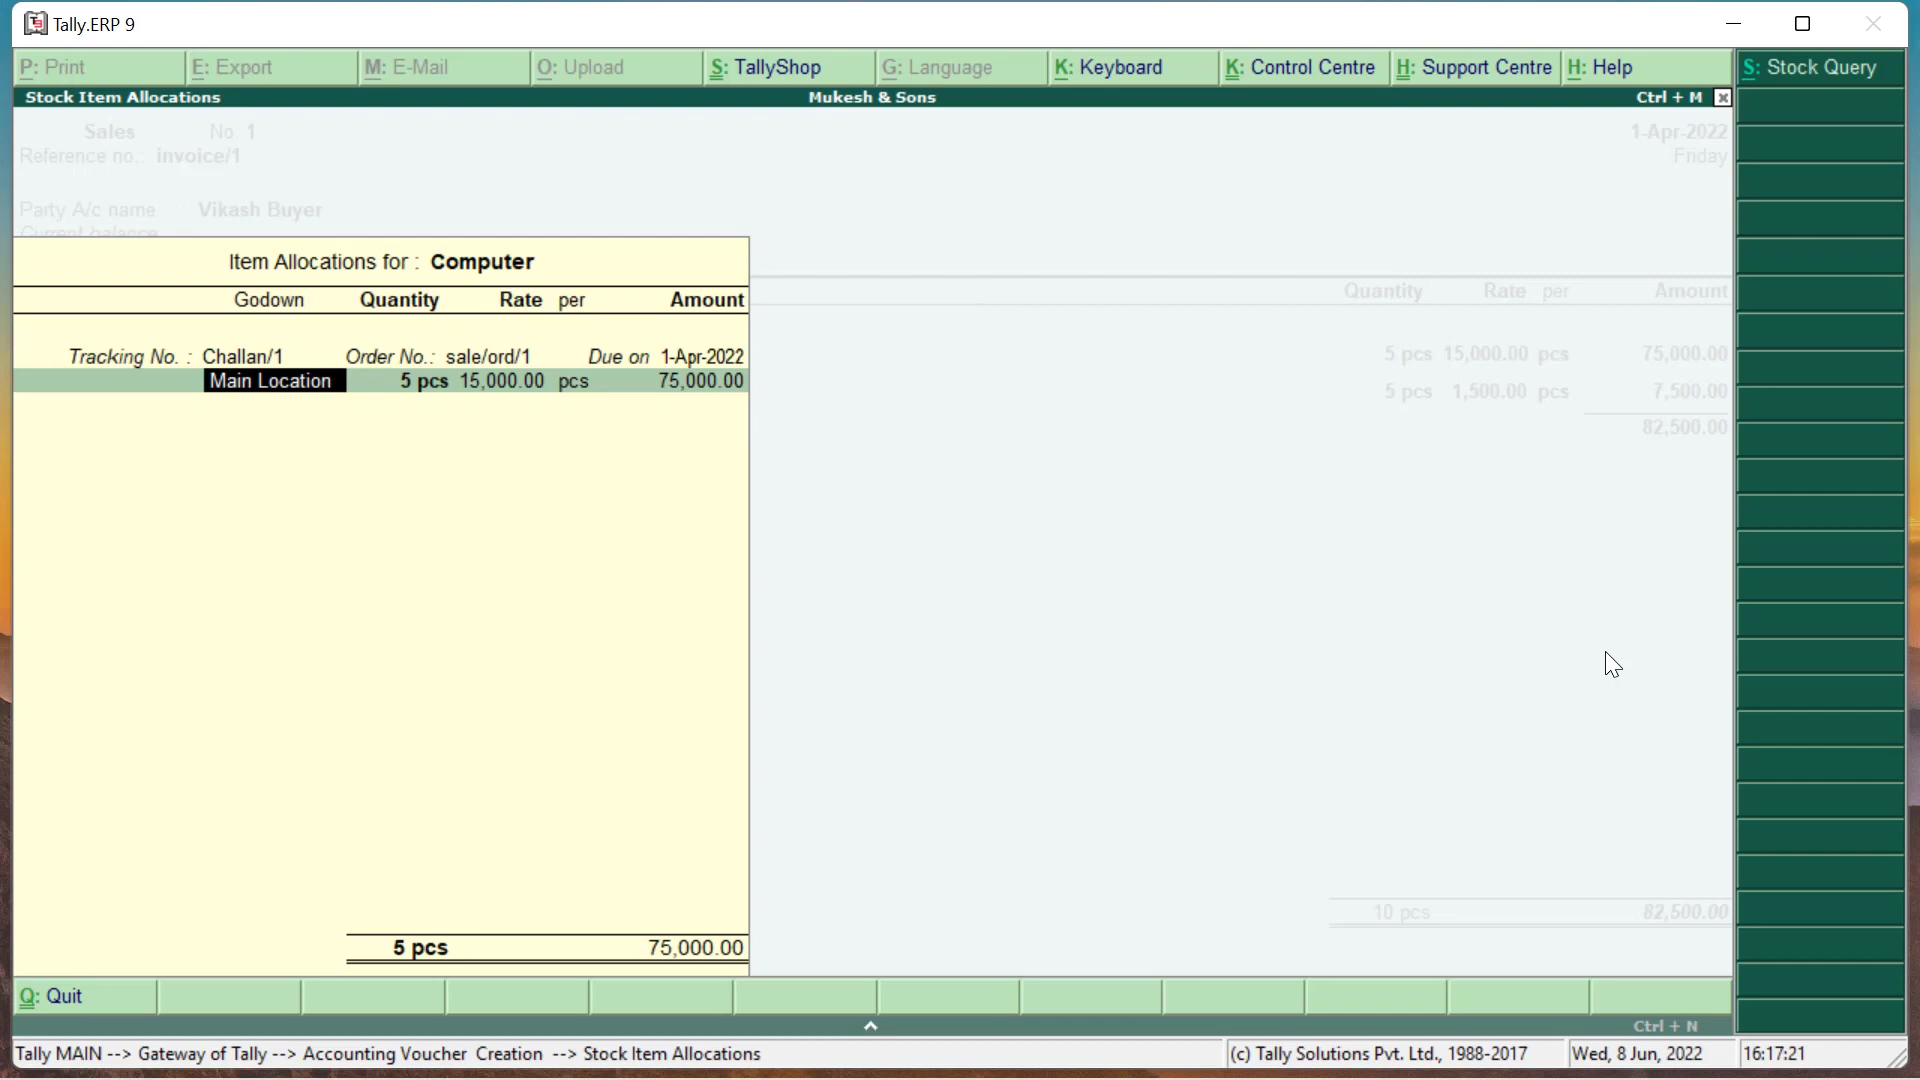 Tally.ERP 9
P: Print E: Export M: E-Mail O: Upload S: TallyShop G: Language K: Keyboard K: Control Centre H: Support Centre H: Help S: Stock Query
Stock Item Allocations Mukesh & Sons Ctrl + M
Sales No. 1 1-Apr-2022
Reference no.: invoice/1 Friday
Party A/c name : Vikash Buyer
Current balance
Item Allocations for : Computer
Godown Quantity Rate per Amount
Quantity Rate per Amount
Tracking No. : Challan/1 Order No.: sale/ord/1 Due on 1-Apr-2022
5 pcs 15,000.00 pcs 75,000.00
Main Location 5 pcs 15,000.00 pcs 75,000.00
5 pcs 1,500.00 pcs 7,500.00
82,500.00
10 pcs 82,500.00
5 pcs 75,000.00
Q: Quit
Ctrl + N
Tally MAIN --> Gateway of Tally --> Accounting Voucher Creation --> Stock Item Allocations (c) Tally Solutions Pvt. Ltd., 1988-2017 Wed, 8 Jun, 2022 16:17:21